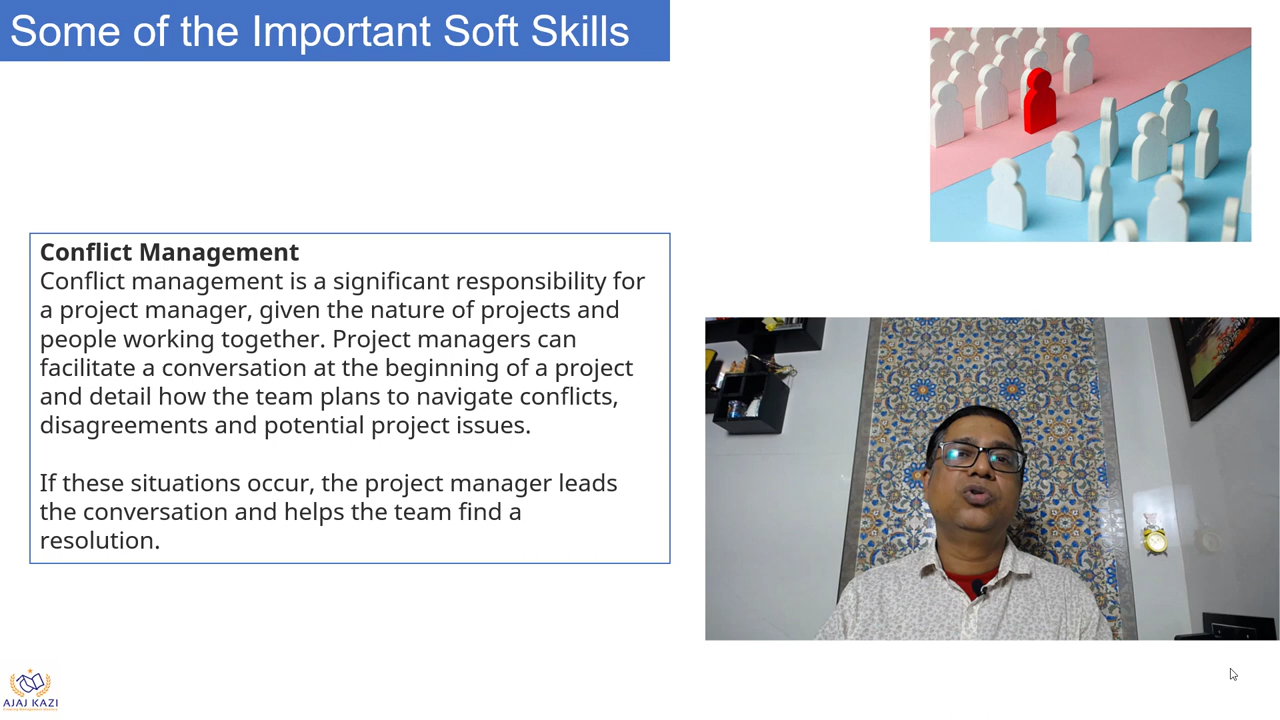 Some of the Important Soft Skills
Conflict Management
Conflict management is a significant responsibility for
a project manager, given the nature of projects and
people working together. Project managers can
facilitate a conversation at the beginning of a project
and detail how the team plans to navigate conflicts,
disagreements and potential project issues.
If these situations occur, the project manager leads
the conversation and helps the team find a
resolution.
AJAJ KAZI